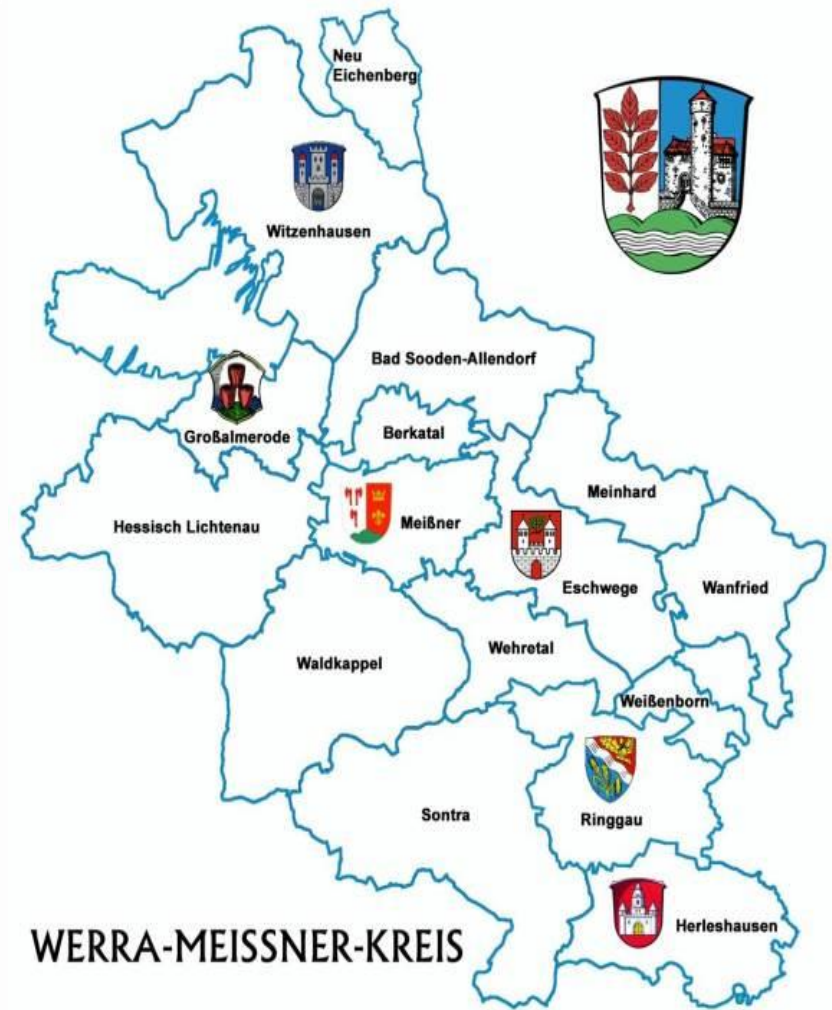 Neu
Eichenberg
Witzenhausen
Bad Sooden-Allendorf
Großalmerode
Berkatal
Meinhard
Hessisch Lichtenau
Meißner
Eschwege
Wanfried
Waldkappel
Wehretal
Weißenborn
Sontra
Ringgau
Herleshausen
WERRA-MEISSNER-KREIS